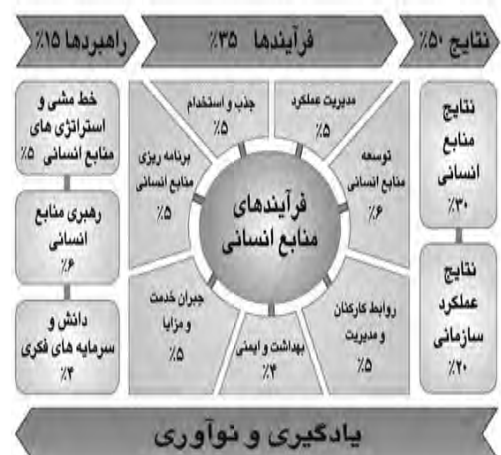 راهبردها ۱۵٪
فرآیندها ۳۵٪
نتایج ۵۰٪
خط مشی و
استراتژی های
منابع انسانی ۵٪
رهبری منابع
انسانی
۶٪
دانش و
سرمایه های فکری
۴٪
جذب و استخدام
۵٪
مدیریت عملکرد
۵٪
برنامه ریزی
منابع انسانی
۵٪
توسعه
منابع انسانی
۶٪
فرآیندهای
منابع انسانی
جبران خدمت
و مزایا
۵٪
بهداشت و ایمنی
۴٪
روابط کارکنان
و مدیریت
۵٪
نتایج
منابع
انسانی
۳۰٪
نتایج
عملکرد
سازمانی
۲۰٪
یادگیری و نوآوری